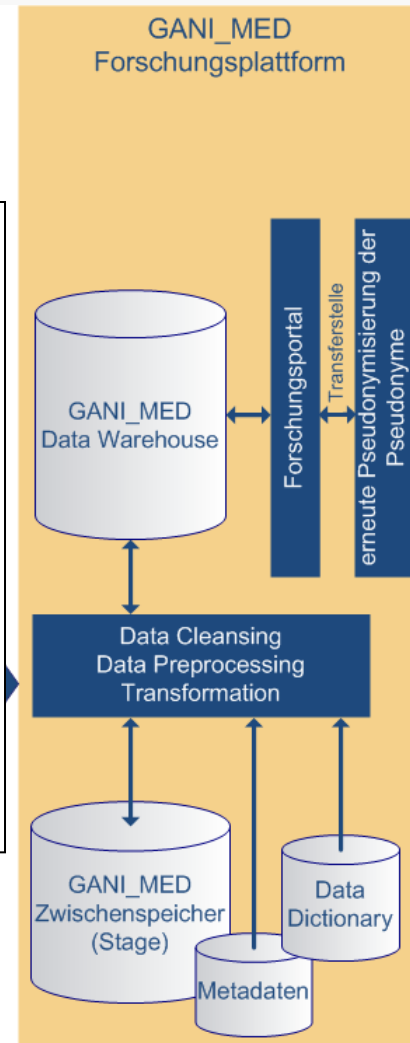 GANI_MED
Forschungsplattform
GANI_MED
Data Warehouse
Forschungsportal
Transferstelle
erneute Pseudonymisierung der
Pseudonyme
Data Cleansing
Data Preprocessing
Transformation
GANI_MED
Zwischenspeicher
(Stage)
Metadaten
Data
Dictionary